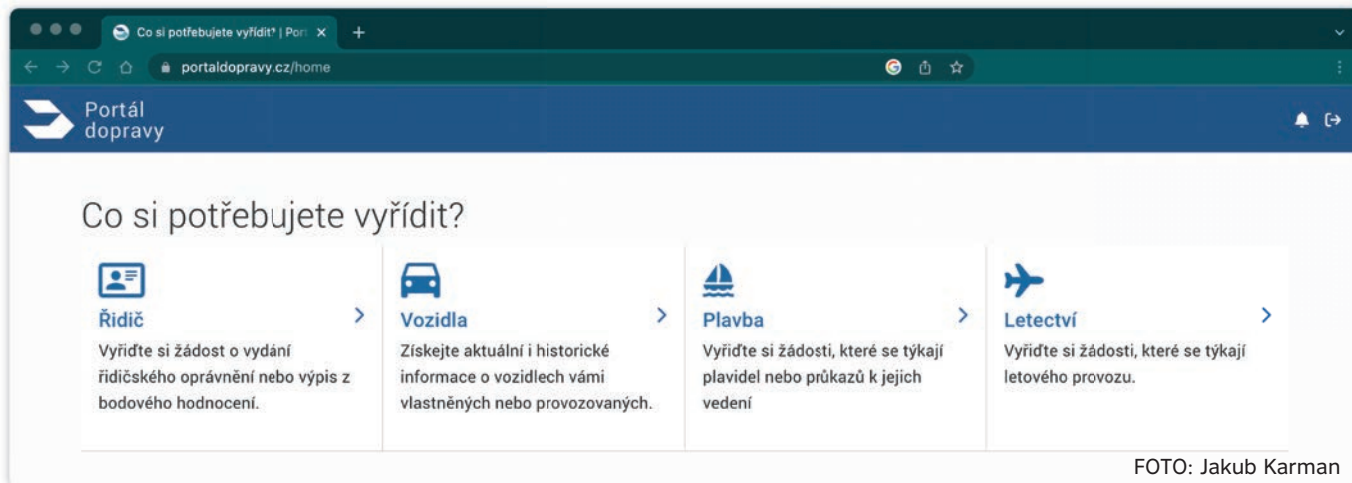 Co si potřebujete vyřídit? | Por
portaldopravy.cz/home
Portál
dopravy
Co si potřebujete vyřídit?
Řidič
Vyřiďte si žádost o vydání
řidičského oprávnění nebo výpis z
bodového hodnocení.
Vozidla
Získejte aktuální i historické
informace o vozidlech vámi
vlastněných nebo provozovaných.
Plavba
Vyřiďte si žádosti, které se týkají
plavidel nebo průkazů k jejich
vedení
Letectví
Vyřiďte si žádosti, které se týkají
letového provozu.
FOTO: Jakub Karman